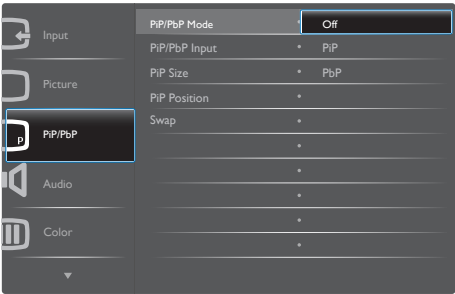 Input
Picture
P
PiP/PbP
Audio
Color
PiP/PbP Mode
PiP/PbP Input
PiP Size
PiP Position
Swap
Off
PiP
PbP